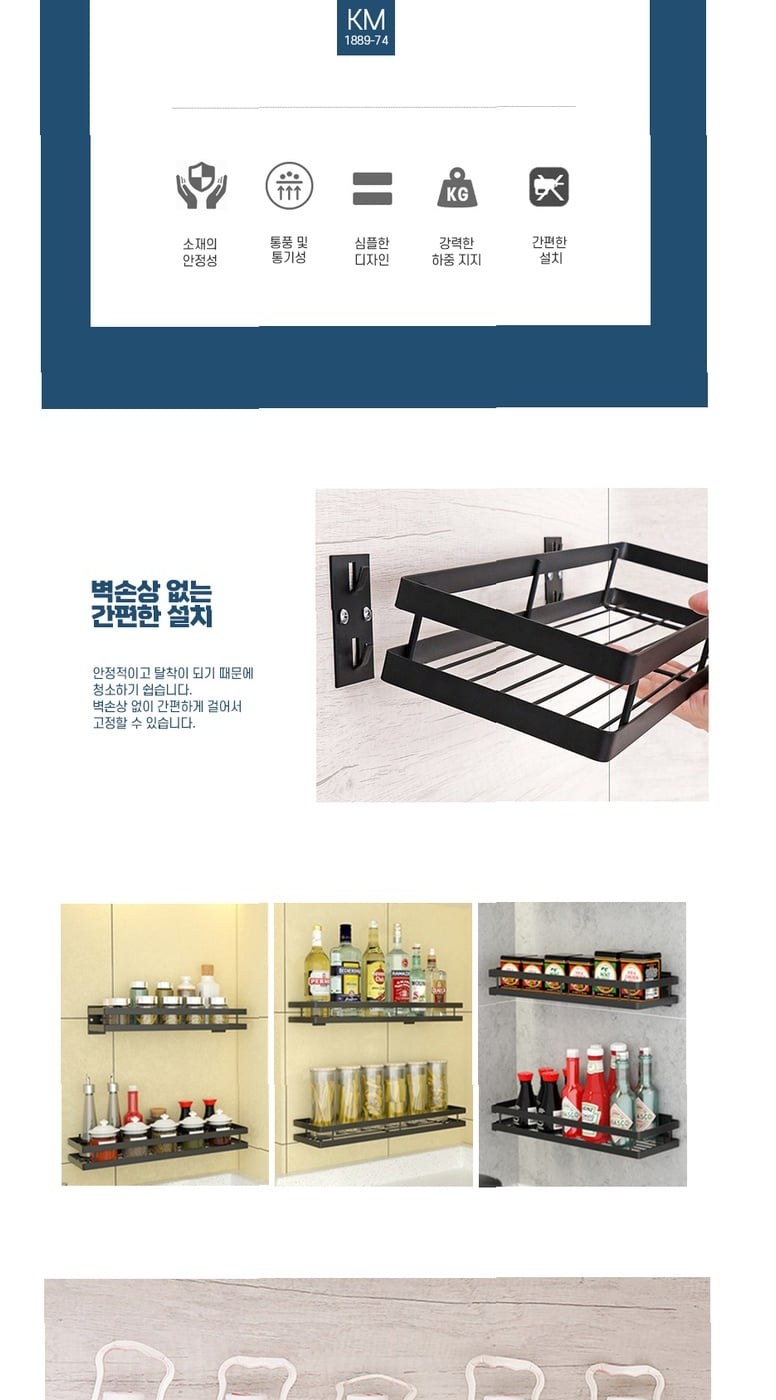 KM
1889-74
소재의
안정성
통풍 및
통기성
심플한
디자인
KG
강력한
하중 지지
간편한
설치
벽손상 없는
간편한 설치
안정적이고 탈착이 되기 때문에
청소하기 쉽습니다.
벽손상 없이 간편하게 걸어서
고정할 수 있습니다.